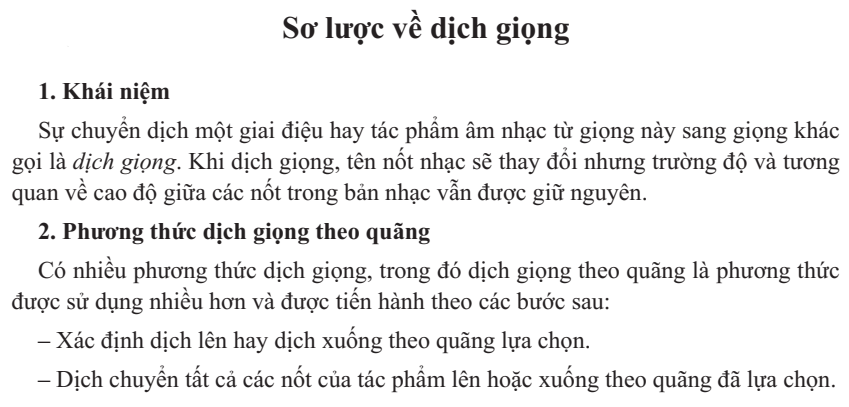 Sơ lược về dịch giọng
1. Khái niệm
Sự chuyển dịch một giai điệu hay tác phẩm âm nhạc từ giọng này sang giọng khác
gọi là dịch giọng. Khi dịch giọng, tên nốt nhạc sẽ thay đổi nhưng trường độ và tương
quan về cao độ giữa các nốt trong bản nhạc vẫn được giữ nguyên.
2. Phương thức dịch giọng theo quãng
Có nhiều phương thức dịch giọng, trong đó dịch giọng theo quãng là phương thức
được sử dụng nhiều hơn và được tiến hành theo các bước sau:
– Xác định dịch lên hay dịch xuống theo quãng lựa chọn.
– Dịch chuyển tất cả các nốt của tác phẩm lên hoặc xuống theo quãng đã lựa chọn.